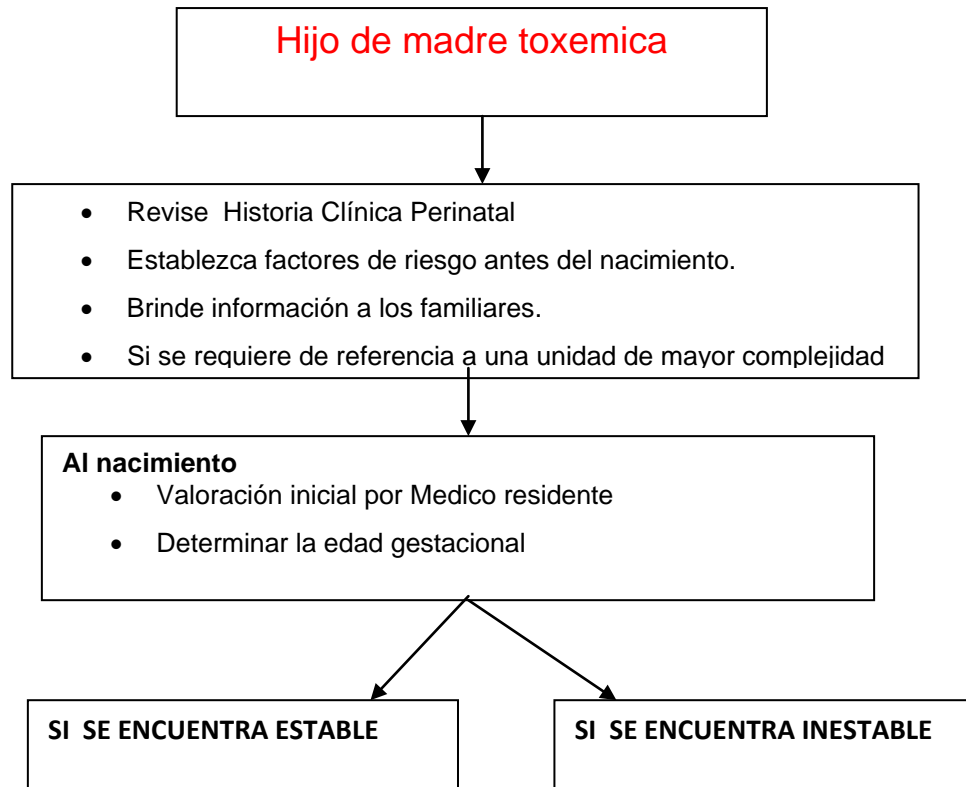 Hijo de madre toxemica
• Revise  Historia Clínica Perinatal
• Establezca factores de riesgo antes del nacimiento.
• Brinde información a los familiares.
• Si se requiere de referencia a una unidad de mayor complejidad
Al nacimiento
• Valoración inicial por Medico residente
• Determinar la edad gestacional
SI  SE ENCUENTRA ESTABLE
SI  SE ENCUENTRA INESTABLE